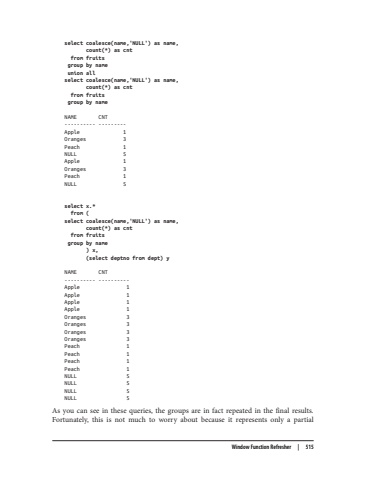 select coalesce(name,'NULL') as name,
       count(*) as cnt
  from fruits
 group by name
 union all
select coalesce(name,'NULL') as name,
       count(*) as cnt
  from fruits
 group by name
NAME       CNT
---------- ---------
Apple              1
Oranges            3
Peach              1
NULL               5
Apple              1
Oranges            3
Peach              1
NULL               5
select x.*
  from (
select coalesce(name,'NULL') as name,
       count(*) as cnt
  from fruits
 group by name
       ) x,
       (select deptno from dept) y
NAME       CNT
---------- ----------
Apple               1
Apple               1
Apple               1
Apple               1
Oranges             3
Oranges             3
Oranges             3
Oranges             3
Peach               1
Peach               1
Peach               1
Peach               1
NULL                5
NULL                5
NULL                5
NULL                5
As you can see in these queries, the groups are in fact repeated in the final results.
Fortunately, this is not much to worry about because it represents only a partial
Window Function Refresher | 515